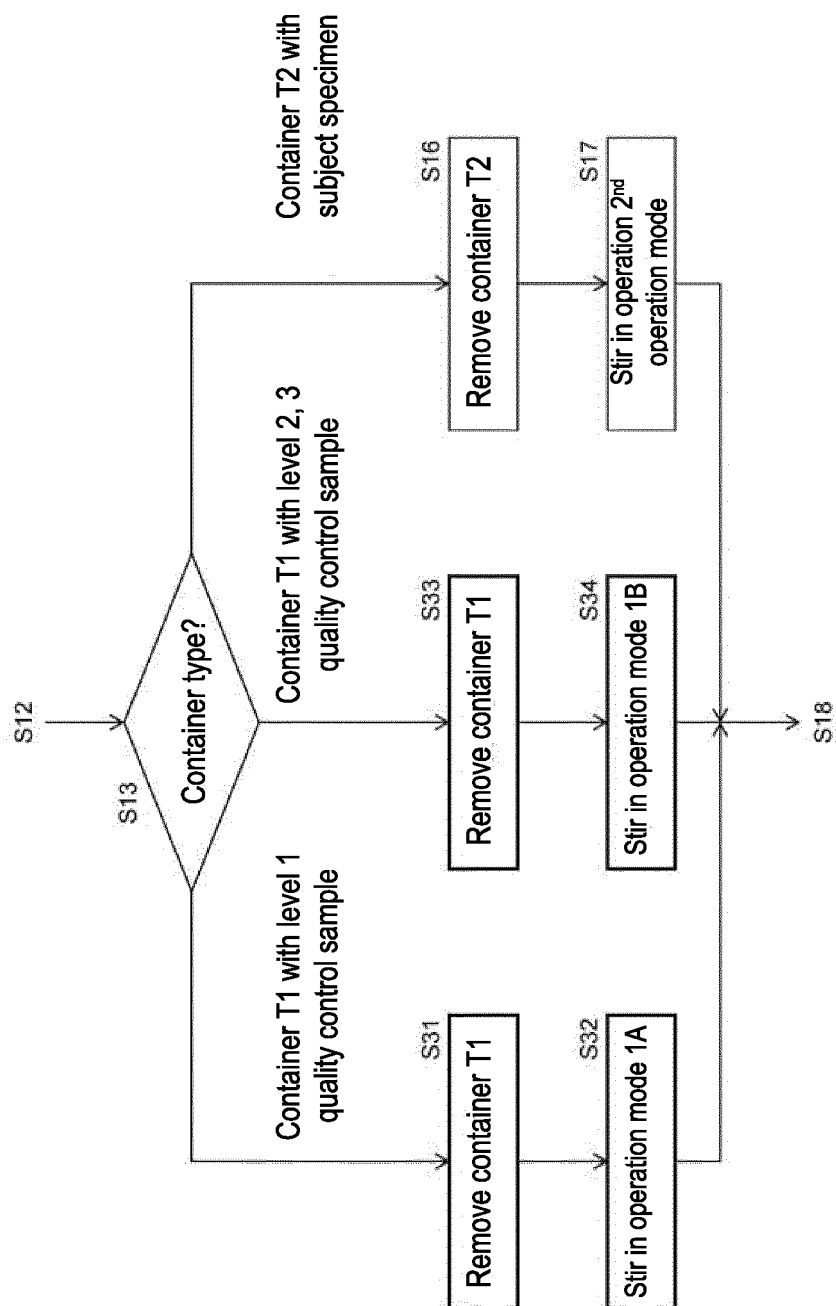 S12
S13
Container type?
Container T1 with level 1
quality control sample
Container T1 with level 2, 3
quality control sample
Container T2 with
subject specimen
S31
Remove container T1
S33
Remove container T1
S16
Remove container T2
S32
Stir in operation mode 1A
S34
Stir in operation mode 1B
S17
Stir in operation 2nd
operation mode
S18